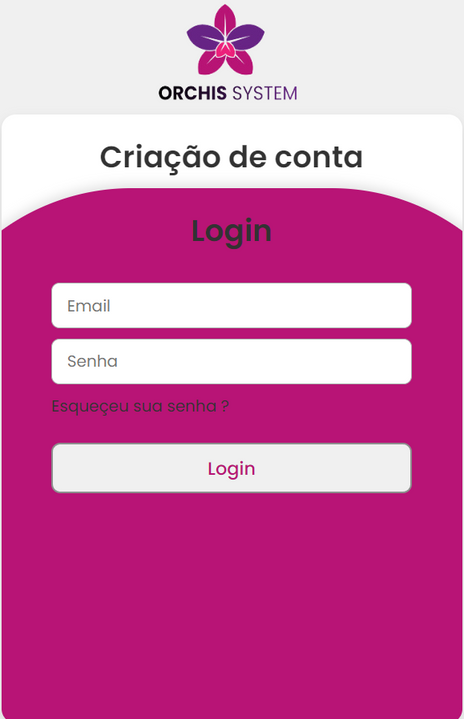 ORCHIS SYSTEM
Criação de conta
Login
Email
Senha
Esqueçeu sua senha ?
Login